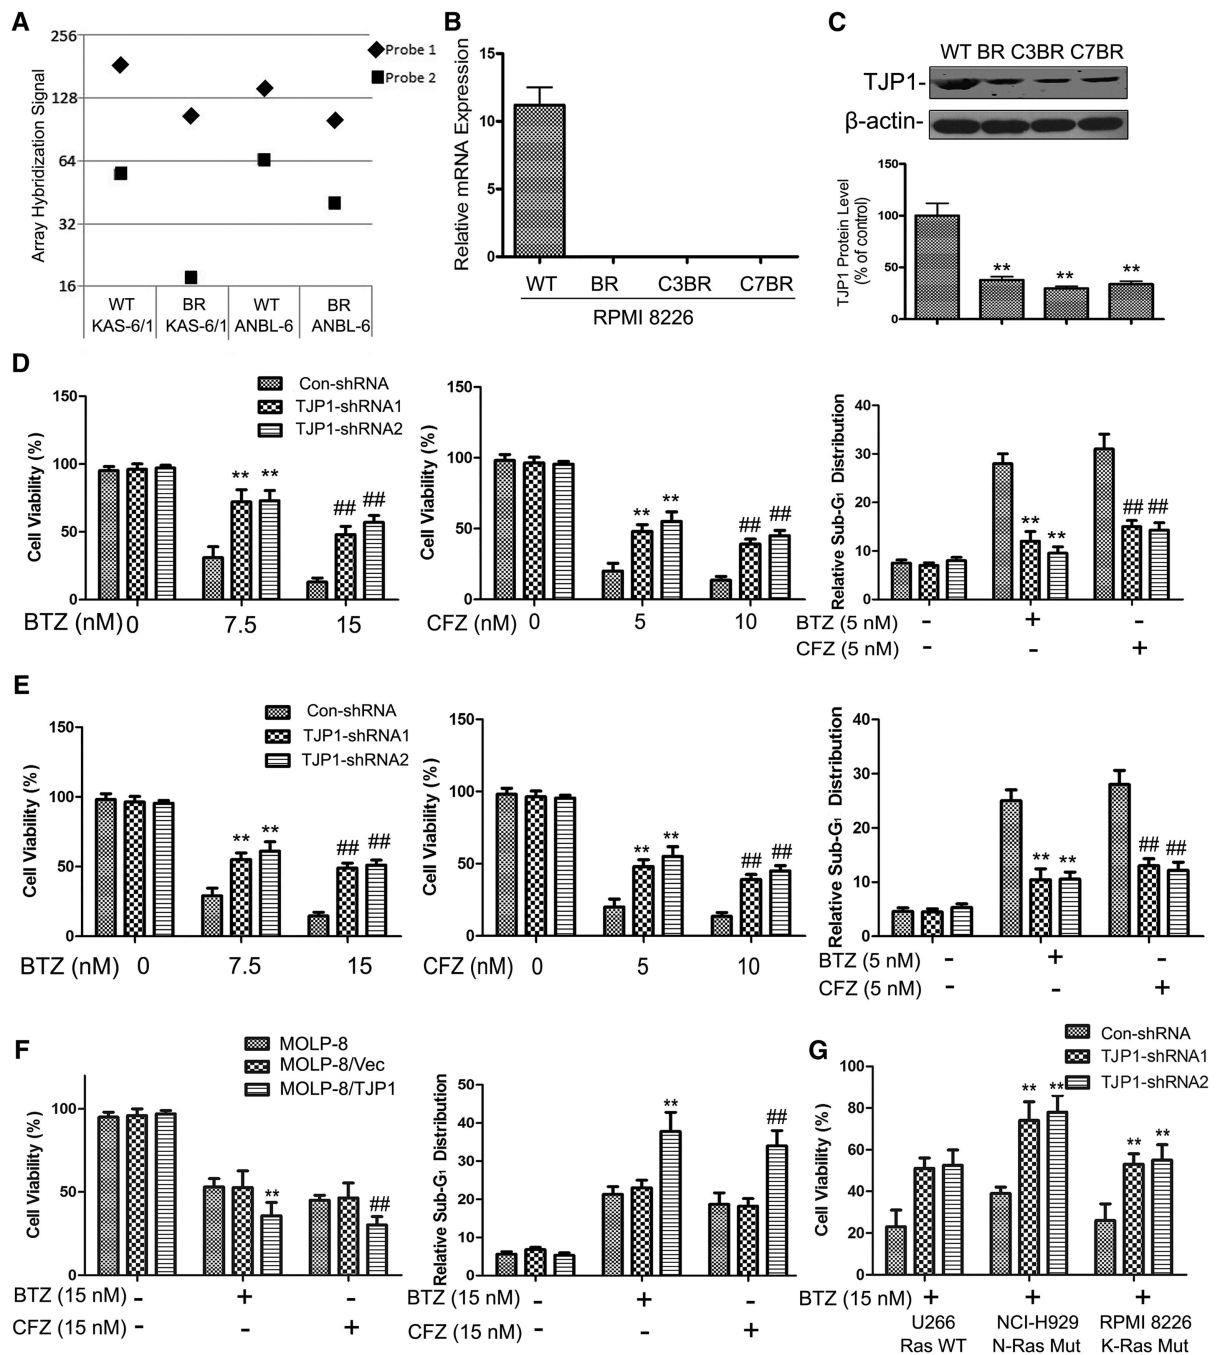 A
Array Hybridization Signal
256
128
64
32
16
Probe 1
Probe 2
WT BR WT BR
KAS-6/1 KAS-6/1 ANBL-6 ANBL-6
B
Relative mRNA Expression
15
10
5
0
WT BR C3BR C7BR
RPMI 8226
C
WT BR C3BR C7BR
TJP1-
β-actin-
TJP1 Protein Level
(% of control)
150
100
50
0
** ** **
D
Con-shRNA
TJP1-shRNA1
TJP1-shRNA2
Cell Viability (%)
150
100
50
0
** ** ## ##
BTZ (nM) 0 7.5 15
Cell Viability (%)
150
100
50
0
** ** ## ##
CFZ (nM) 0 5 10
Relative Sub-G1 Distribution
40
30
20
10
0
** ** ## ##
BTZ (5 nM) - + -
CFZ (5 nM) - - +
E
Con-shRNA
TJP1-shRNA1
TJP1-shRNA2
Cell Viability (%)
150
100
50
0
** ** ## ##
BTZ (nM) 0 7.5 15
Cell Viability (%)
150
100
50
0
** ** ## ##
CFZ (nM) 0 5 10
Relative Sub-G1 Distribution
40
30
20
10
0
** ** ## ##
BTZ (5 nM) - + -
CFZ (5 nM) - - +
F
MOLP-8
MOLP-8/Vec
MOLP-8/TJP1
Cell Viability (%)
100
50
0
** ##
BTZ (15 nM) - + -
CFZ (15 nM) - - +
Relative Sub-G1 Distribution
50
40
30
20
10
0
** ##
BTZ (15 nM) - + -
CFZ (15 nM) - - +
G
Con-shRNA
TJP1-shRNA1
TJP1-shRNA2
Cell Viability (%)
100
80
60
40
20
0
** ** ** **
BTZ (15 nM) + + +
U266 NCI-H929 RPMI 8226
Ras WT N-Ras Mut K-Ras Mut